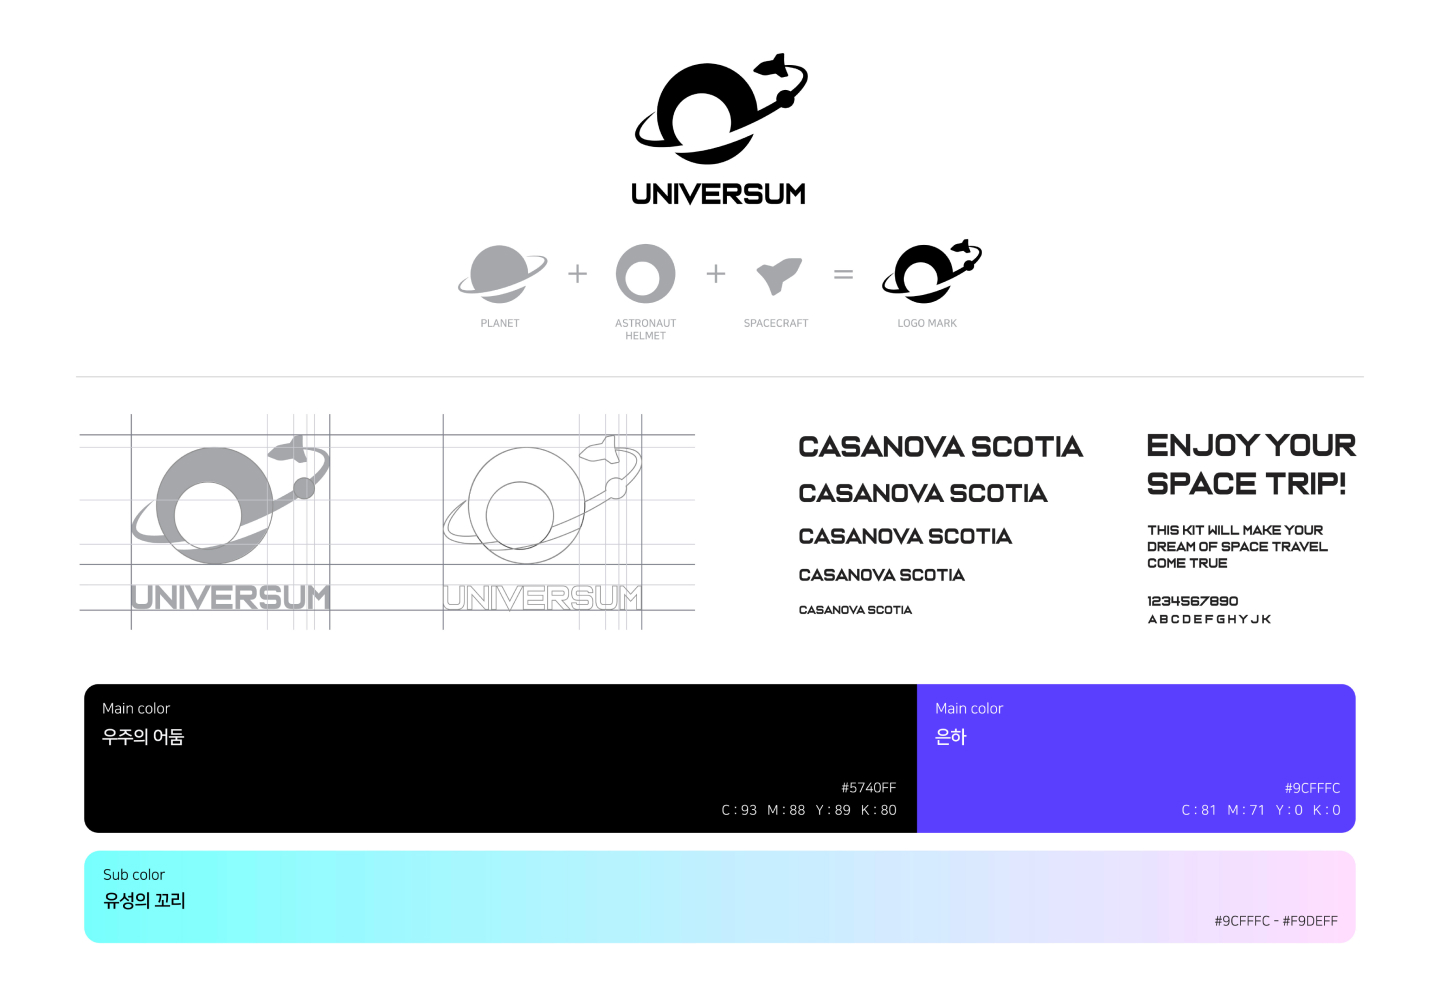 UNIVERSUM
+ + =
PLANET
ASTRONAUT
HELMET
SPACECRAFT
LOGO MARK
UNIVERSUM
UNIVERSUM
CASANOVA SCOTIA
CASANOVA SCOTIA
CASANOVA SCOTIA
CASANOVA SCOTIA
CASANOVA SCOTIA
ENJOY YOUR
SPACE TRIP!
THIS KIT WILL MAKE YOUR
DREAM OF SPACE TRAVEL
COME TRUE
1234567890
ABCDEFGHYJK
Main color
우주의 어둠
#5740FF
C : 93 M : 88 Y : 89 K : 80
Main color
은하
#9CFFFC
C : 81 M : 71 Y : 0 K : 0
Sub color
유성의 꼬리
#9CFFFC - #F9DEFF